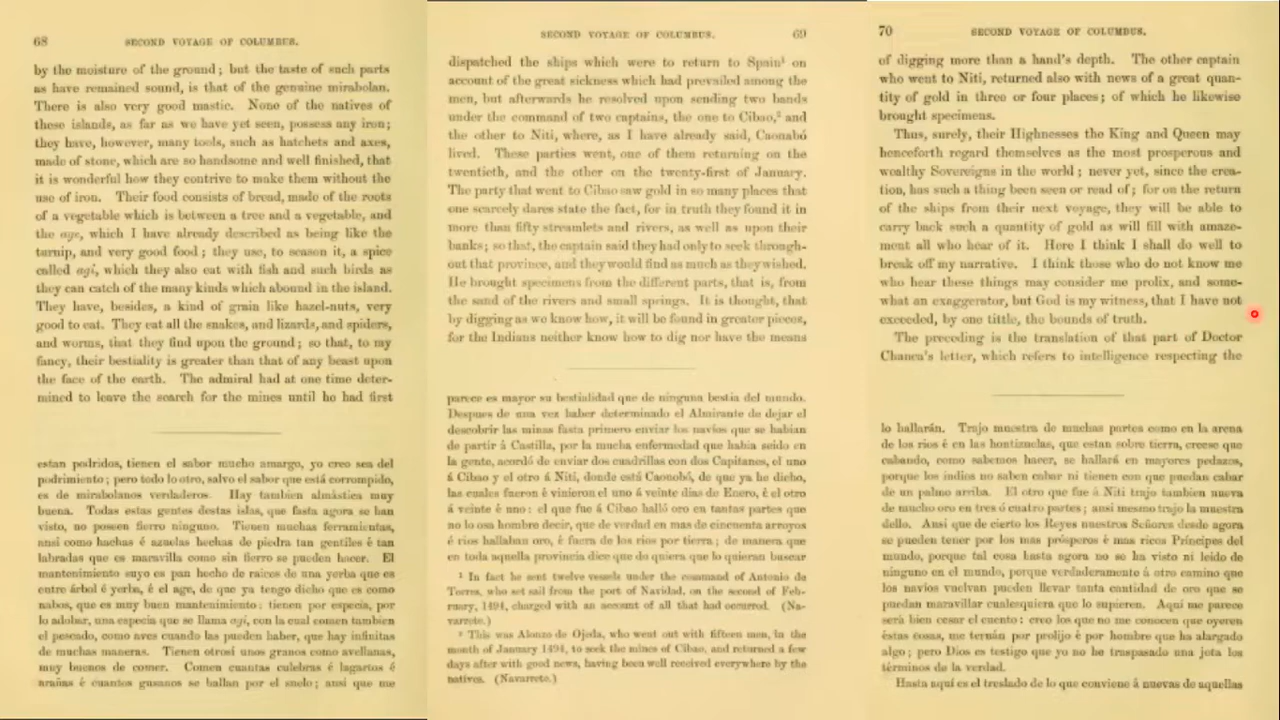 68 SECOND VOYAGE OF COLUMBUS.
by the moisture of the ground; but the taste of such parts
as have remained sound, is that of the genuine mirabolan.
There is also very good mastic. None of the natives of
these islands, as far as we have yet seen, possess any iron;
they have, however, many tools, such as hatchets and axes,
made of stone, which are so handsome and well finished, that
it is wonderful how they contrive to make them without the
use of iron. Their food consists of bread, made of the roots
of a vegetable which is between a tree and a vegetable, and
the age, which I have already described as being like the
turnip, and very good food; they use, to season it, a spice
called agí, which they also eat with fish and such birds as
they can catch of the many kinds which abound in the island.
They have, besides, a kind of grain like hazel-nuts, very
good to eat. They eat all the snakes, and lizards, and spiders,
and worms, that they find upon the ground; so that, to my
fancy, their bestiality is greater than that of any beast upon
the face of the earth. The admiral had at one time deter-
mined to leave the search for the mines until he had first
estan podridos, tienen el sabor mucho amargo, yo creo sea del
podrimiento; pero todo lo otro, salvo el sabor que está corrompido,
es de mirabolanos verdaderos. Hay tambien almástica muy
buena. Todas estas gentes destas islas, que fasta agora se han
visto, no poseen fierro ninguno. Tienen muchas ferramientas,
ansi como hachas é azuelas hechas de piedra tan gentiles é tan
labradas que es maravilla como sin fierro se pueden hacer. El
mantenimiento suyo es pan hecho de raices de una yerba que es
entre árbol é yerba, é el age, de que ya tengo dicho que es como
nabos, que es muy buen mantenimiento: tienen por especia, por
lo adobar, una especia que se llama agí, con la cual comen tambien
el pescado, como aves cuando las pueden haber, que hay infinitas
de muchas maneras. Tienen otrosí unos granos como avellanas,
muy buenos de comer. Comen cuantas culebras é lagartos é
arañas é cuantos gusanos se ballan por el suelo; ansi que me
SECOND VOYAGE OF COLUMBUS. 69
dispatched the ships which were to return to Spain¹ on
account of the great sickness which had prevailed among the
men, but afterwards he resolved upon sending two bands
under the command of two captains, the one to Cibao,² and
the other to Niti, where, as I have already said, Caonabó
lived. These parties went, one of them returning on the
twentieth, and the other on the twenty-first of January.
The party that went to Cibao saw gold in so many places that
one scarcely dares state the fact, for in truth they found it in
more than fifty streamlets and rivers, as well as upon their
banks; so that, the captain said they had only to seek through-
out that province, and they would find as much as they wished.
He brought specimens from the different parts, that is, from
the sand of the rivers and small springs. It is thought, that
by digging as we know how, it will be found in greater pieces,
for the Indians neither know how to dig nor have the means
parece es mayor su bestialidad que de ninguna bestia del mundo.
Despues de una vez haber determinado el Almirante de dejar el
descobrir las minas fasta primero enviar los navios que se habian
de partir á Castilla, por la mucha enfermedad que habia seido en
la gente, acordó de enviar dos cuadrillas con dos Capitanes, el uno
á Cibao y el otro á Niti, donde está Caonobó, de que ya he dicho,
las cuales fueron é vinieron el uno á veinte dias de Enero, é el otro
á veinte é uno: el que fué á Cibao halló oro en tantas partes que
no lo osa hombre decir, que de verdad en mas de cincuenta arroyos
é rios hallaban oro, é fuera de los rios por tierra; de manera que
en toda aquella provincia dice que do quiera que lo quieran buscar
¹ In fact he sent twelve vessels under the command of Antonio de
Torres, who set sail from the port of Navidad, on the second of Feb-
ruary, 1494, charged with an account of all that had occurred. (Na-
varrete.)
² This was Alonzo de Ojeda, who went out with fifteen men, in the
month of January 1494, to seek the mines of Cibao, and returned a few
days after with good news, having been well received everywhere by the
natives. (Navarrete.)
70 SECOND VOYAGE OF COLUMBUS.
of digging more than a hand's depth. The other captain
who went to Niti, returned also with news of a great quan-
tity of gold in three or four places; of which he likewise
brought specimens.
Thus, surely, their Highnesses the King and Queen may
henceforth regard themselves as the most prosperous and
wealthy Sovereigns in the world; never yet, since the crea-
tion, has such a thing been seen or read of; for on the return
of the ships from their next voyage, they will be able to
carry back such a quantity of gold as will fill with amaze-
ment all who hear of it. Here I think I shall do well to
break off my narrative. I think those who do not know me
who hear these things may consider me prolix, and some-
what an exaggerator, but God is my witness, that I have not
exceeded, by one tittle, the bounds of truth.
The preceding is the translation of that part of Doctor
Chanca's letter, which refers to intelligence respecting the
lo ballarán. Trajo muestra de muchas partes como en la arena
de los rios é en las hontizuelas, que estan sobre tierra, creese que
cabando, como sabemos hacer, se hallará en mayores pedazos,
porque los indios no saben cabar ni tienen con que puedan cabar
de un palmo arriba. El otro que fué á Niti trajo tambien nueva
de mucho oro en tres ó cuatro partes; ansi mesmo trajo la muestra
dello. Ansi que de cierto los Reyes nuestros Señores desde agora
se pueden tener por los mas prósperos é mas ricos Príncipes del
mundo, porque tal cosa hasta agora no se ha visto ni leido de
ninguno en el mundo, porque verdaderamente á otro camino que
los navios vuelvan pueden llevar tanta cantidad de oro que se
puedan maravillar cualesquiera que lo supieren. Aqui me parece
será bien cesar el cuento: creo los que no me conocen que oyeren
éstas cosas, me ternán por prolijo é por hombre que ha alargado
algo; pero Dios es testigo que yo no he traspasado una jota los
términos de la verdad.
Hasta aquí es el treslado de lo que conviene á nuevas de aquellas